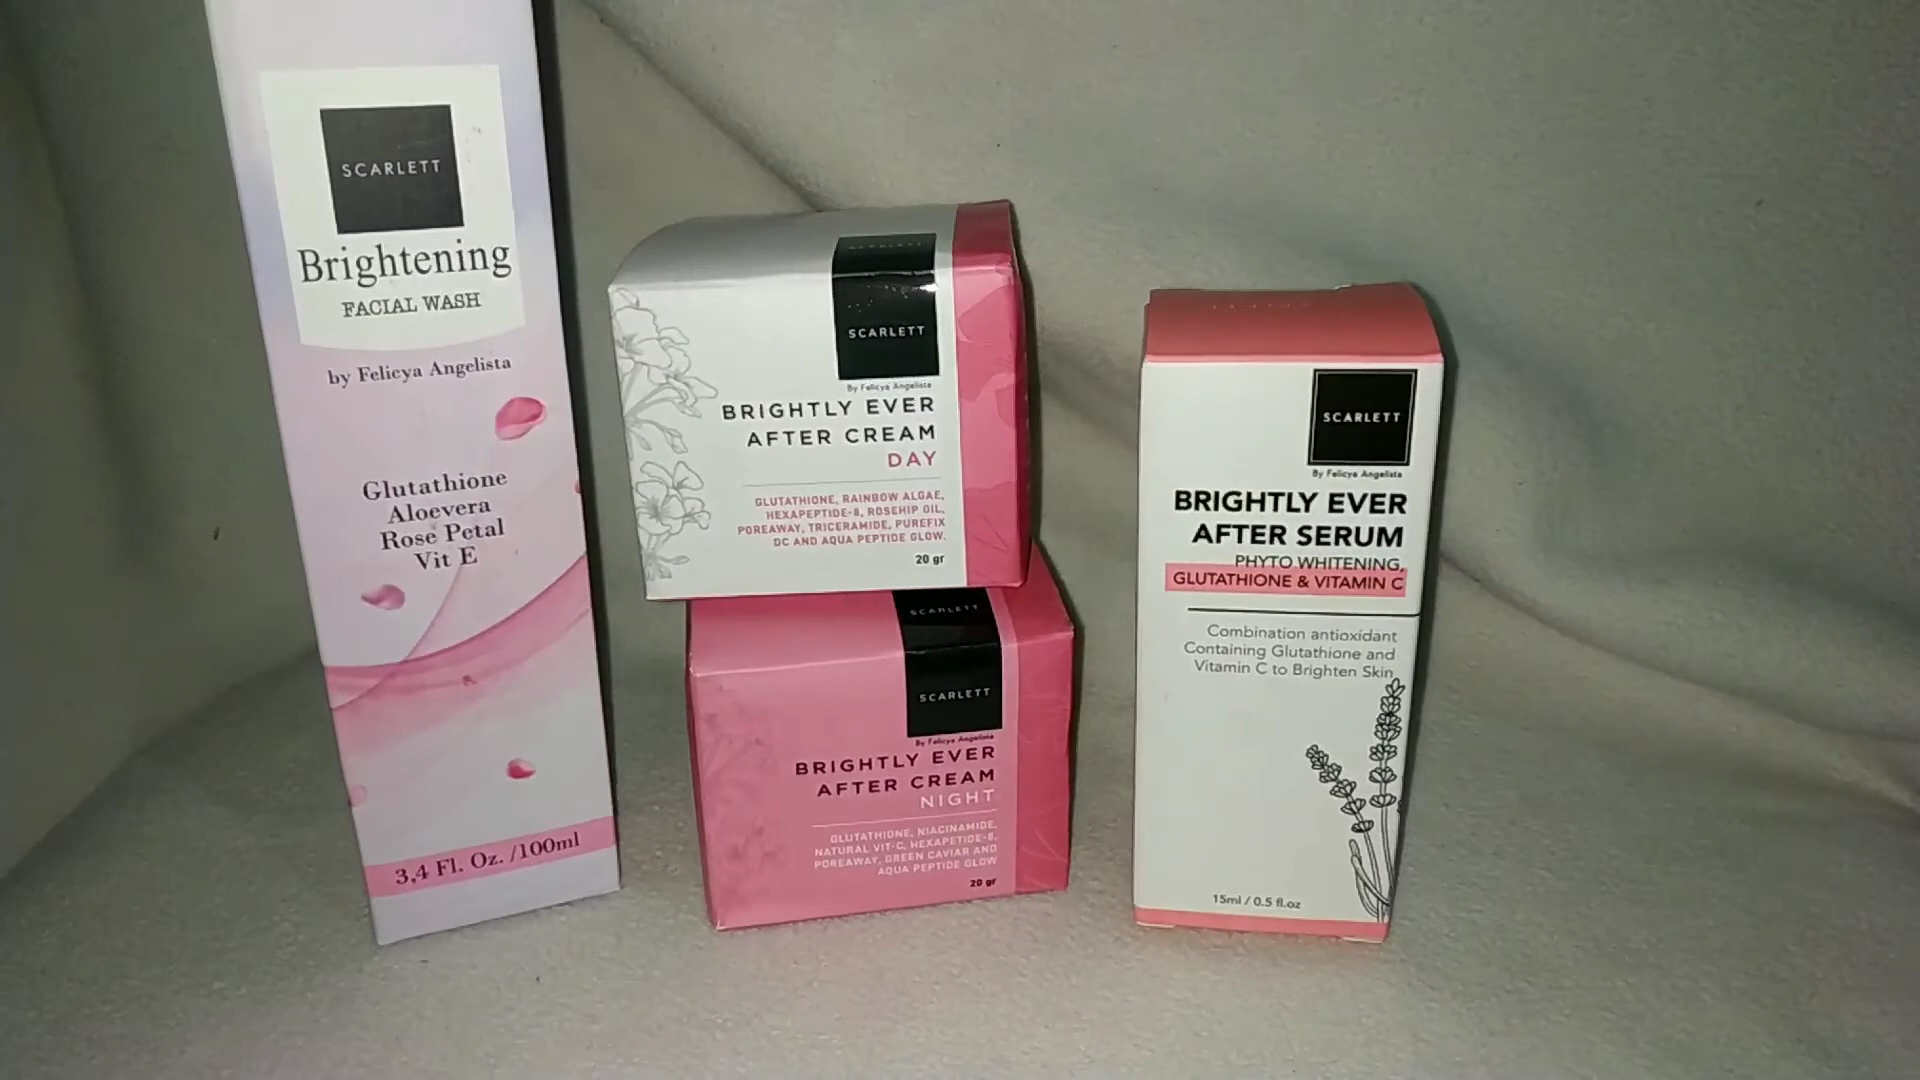 SCARLETT
Brightening
FACIAL WASH
by Felicya Angelista
Glutathione
Aloevera
Rose Petal
Vit E
3,4 Fl. Oz. /100ml
SCARLETT
By Felicya Angelista
BRIGHTLY EVER
AFTER CREAM
DAY
GLUTATHIONE, RAINBOW ALGAE,
HEXAPEPTIDE-8, ROSEHIP OIL,
POREAWAY, TRICERAMIDE, PUREFIX
DC AND AQUA PEPTIDE GLOW.
20 gr
SCARLETT
SCARLETT
By Felicya Angelista
BRIGHTLY EVER
AFTER CREAM
NIGHT
GLUTATHIONE, NIACINAMIDE,
NATURAL VIT-C, HEXAPETIDE-8,
POREAWAY, GREEN CAVIAR AND
AQUA PEPTIDE GLOW
20 gr
SCARLETT
By Felicya Angelista
BRIGHTLY EVER
AFTER SERUM
PHYTO WHITENING,
GLUTATHIONE & VITAMIN C
Combination antioxidant
Containing Glutathione and
Vitamin C to Brighten Skin
15ml / 0.5 fl.oz